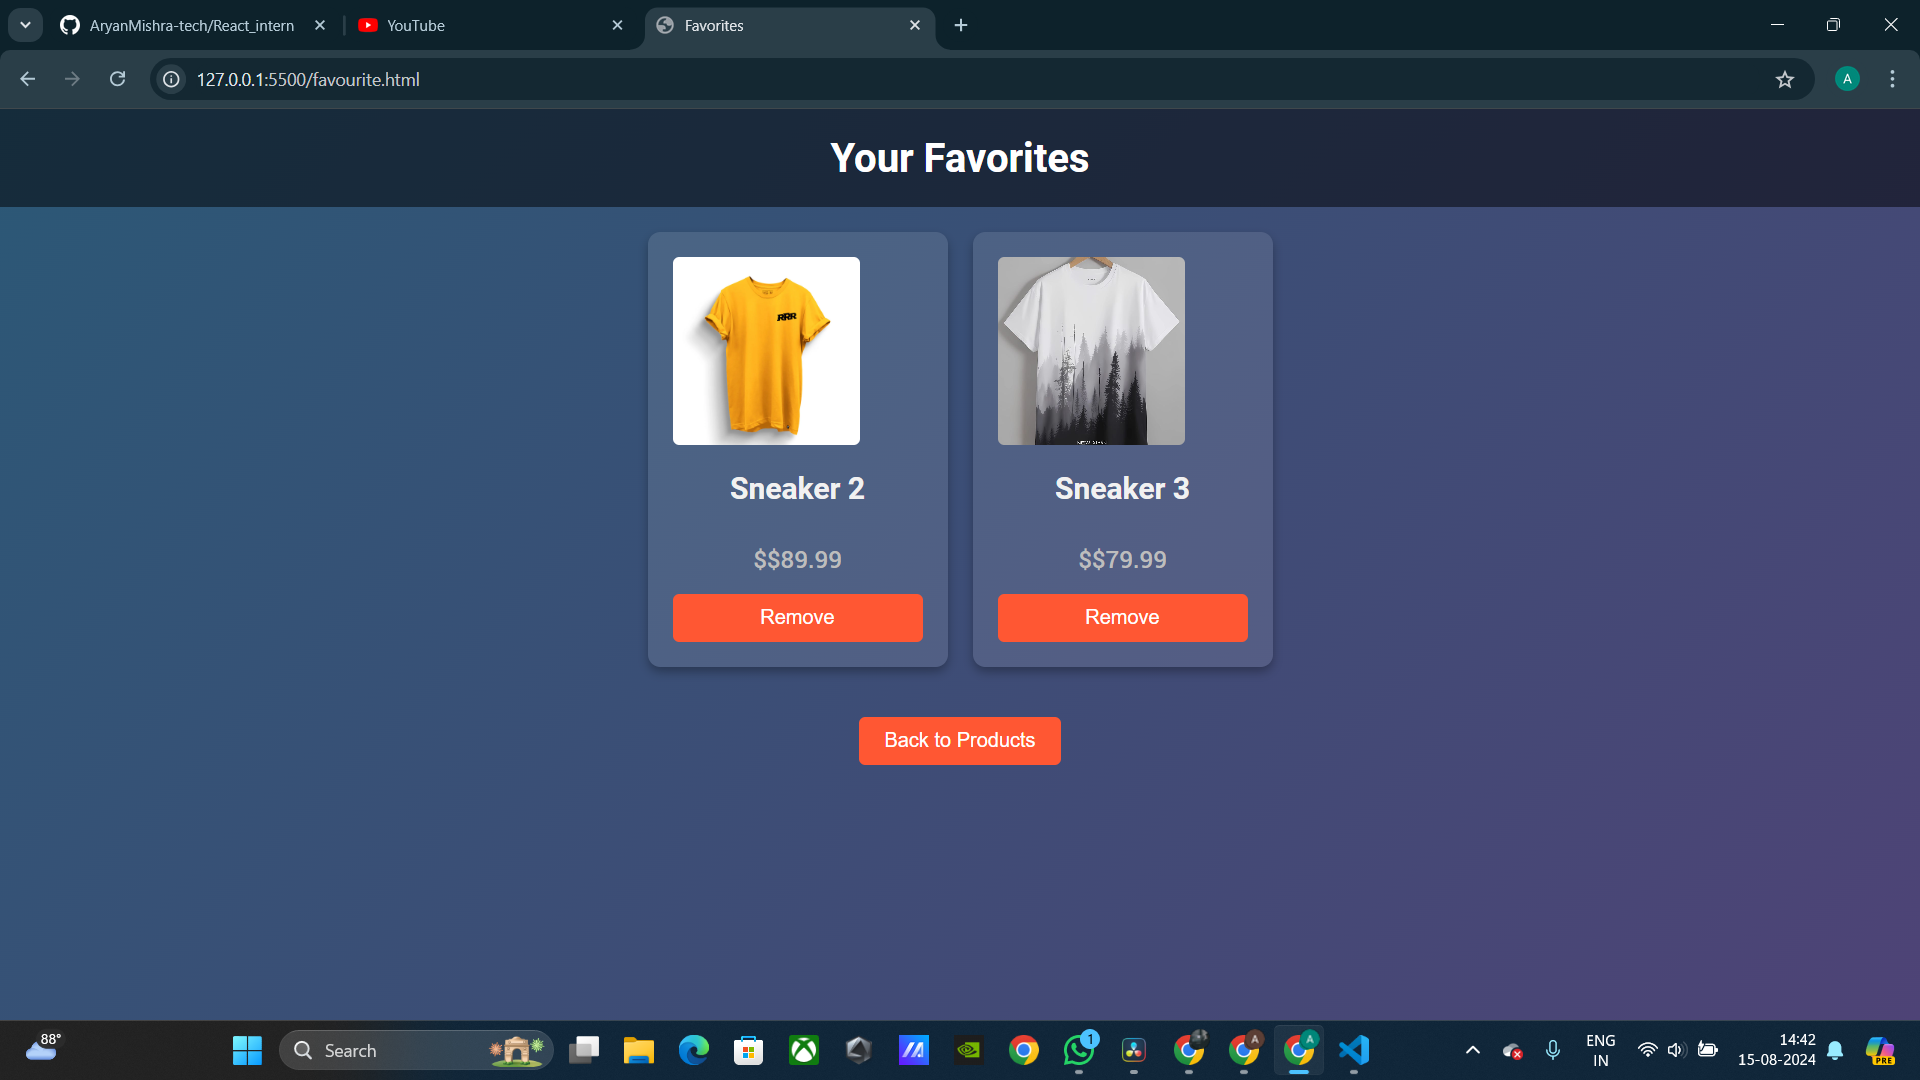 AryanMishra-tech/React_intern
YouTube
Favorites
127.0.0.1:5500/favourite.html
A
Your Favorites
RRR
Sneaker 2
Sneaker 3
$$89.99
$$79.99
Remove
Remove
Back to Products
88°
Search
1
A
A
ENG
IN
14:42
15-08-2024
PRE